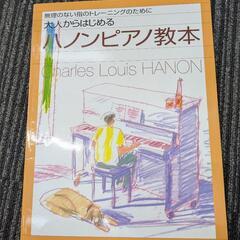 無理のない指のトレーニングのために
大人からはじめる
ハノンピアノ教本
Charles Louis HANON